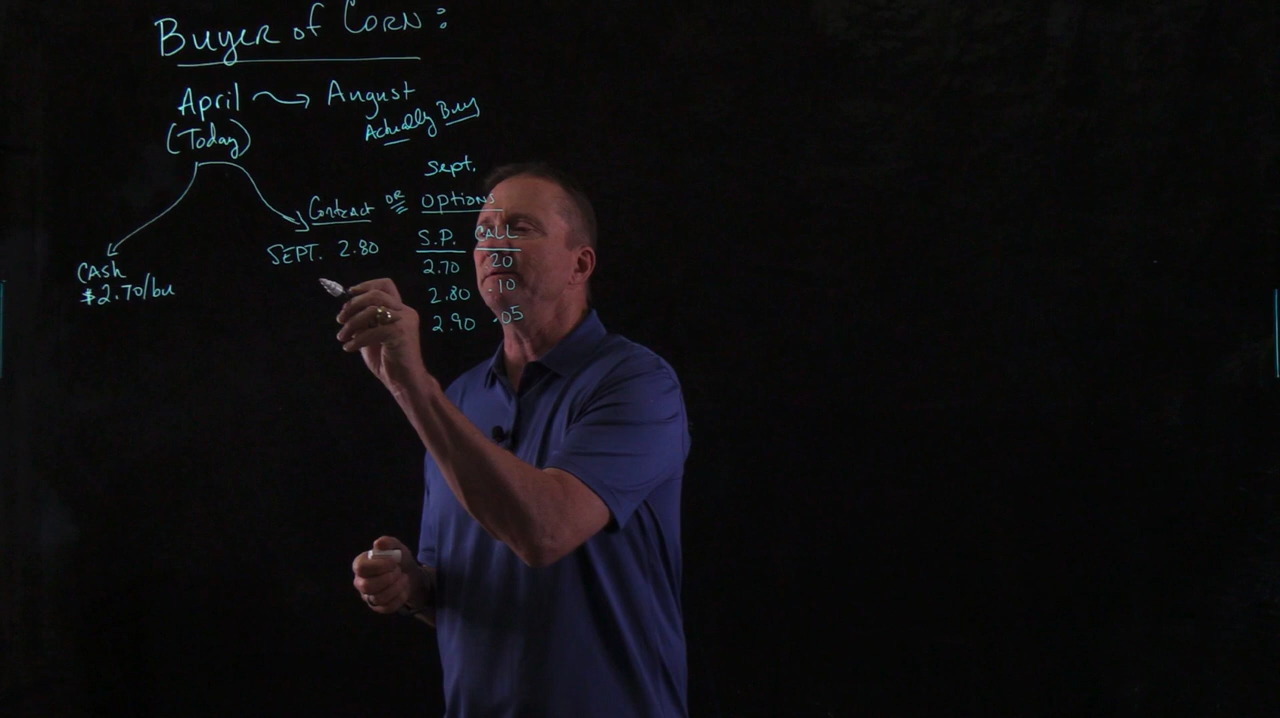 Buyer of Corn:
April → August
(Today)
Actually Buy
Sept.
Contract OR Options
SEPT. 2.80
S.P. CALL
2.70 20
2.80 .10
2.90 .05
CASH
$2.70/bu